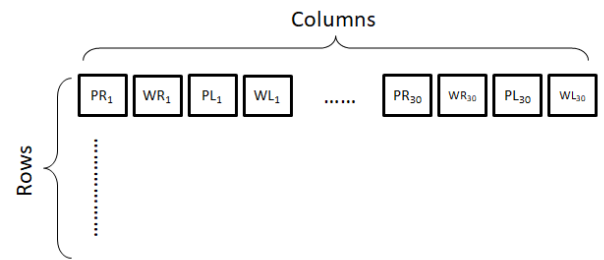 Columns
Rows
PR₁ WR₁ PL₁ WL₁ ...... PR₃₀ WR₃₀ PL₃₀ WL₃₀